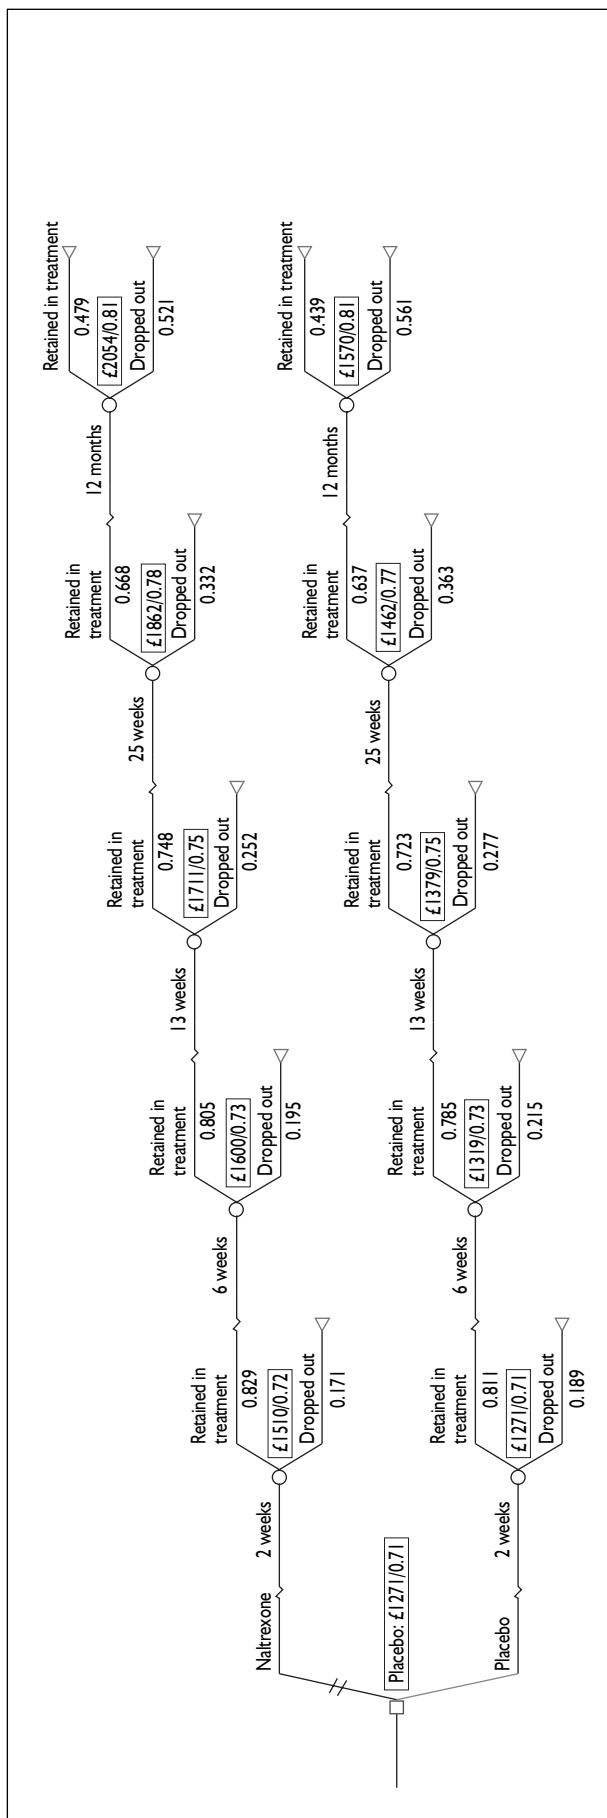 Naltrexone
2 weeks
Retained in
treatment
0.829
£1510/0.72
Dropped out
0.171
6 weeks
Retained in
treatment
0.805
£1600/0.73
Dropped out
0.195
13 weeks
Retained in
treatment
0.748
£1711/0.75
Dropped out
0.252
25 weeks
Retained in
treatment
0.668
£1862/0.78
Dropped out
0.332
12 months
Retained in treatment
0.479
£2054/0.81
Dropped out
0.521
Placebo: £1271/0.71
Placebo
2 weeks
Retained in
treatment
0.811
£1271/0.71
Dropped out
0.189
6 weeks
Retained in
treatment
0.785
£1319/0.73
Dropped out
0.215
13 weeks
Retained in
treatment
0.723
£1379/0.75
Dropped out
0.277
25 weeks
Retained in
treatment
0.637
£1462/0.77
Dropped out
0.363
12 months
Retained in treatment
0.439
£1570/0.81
Dropped out
0.561